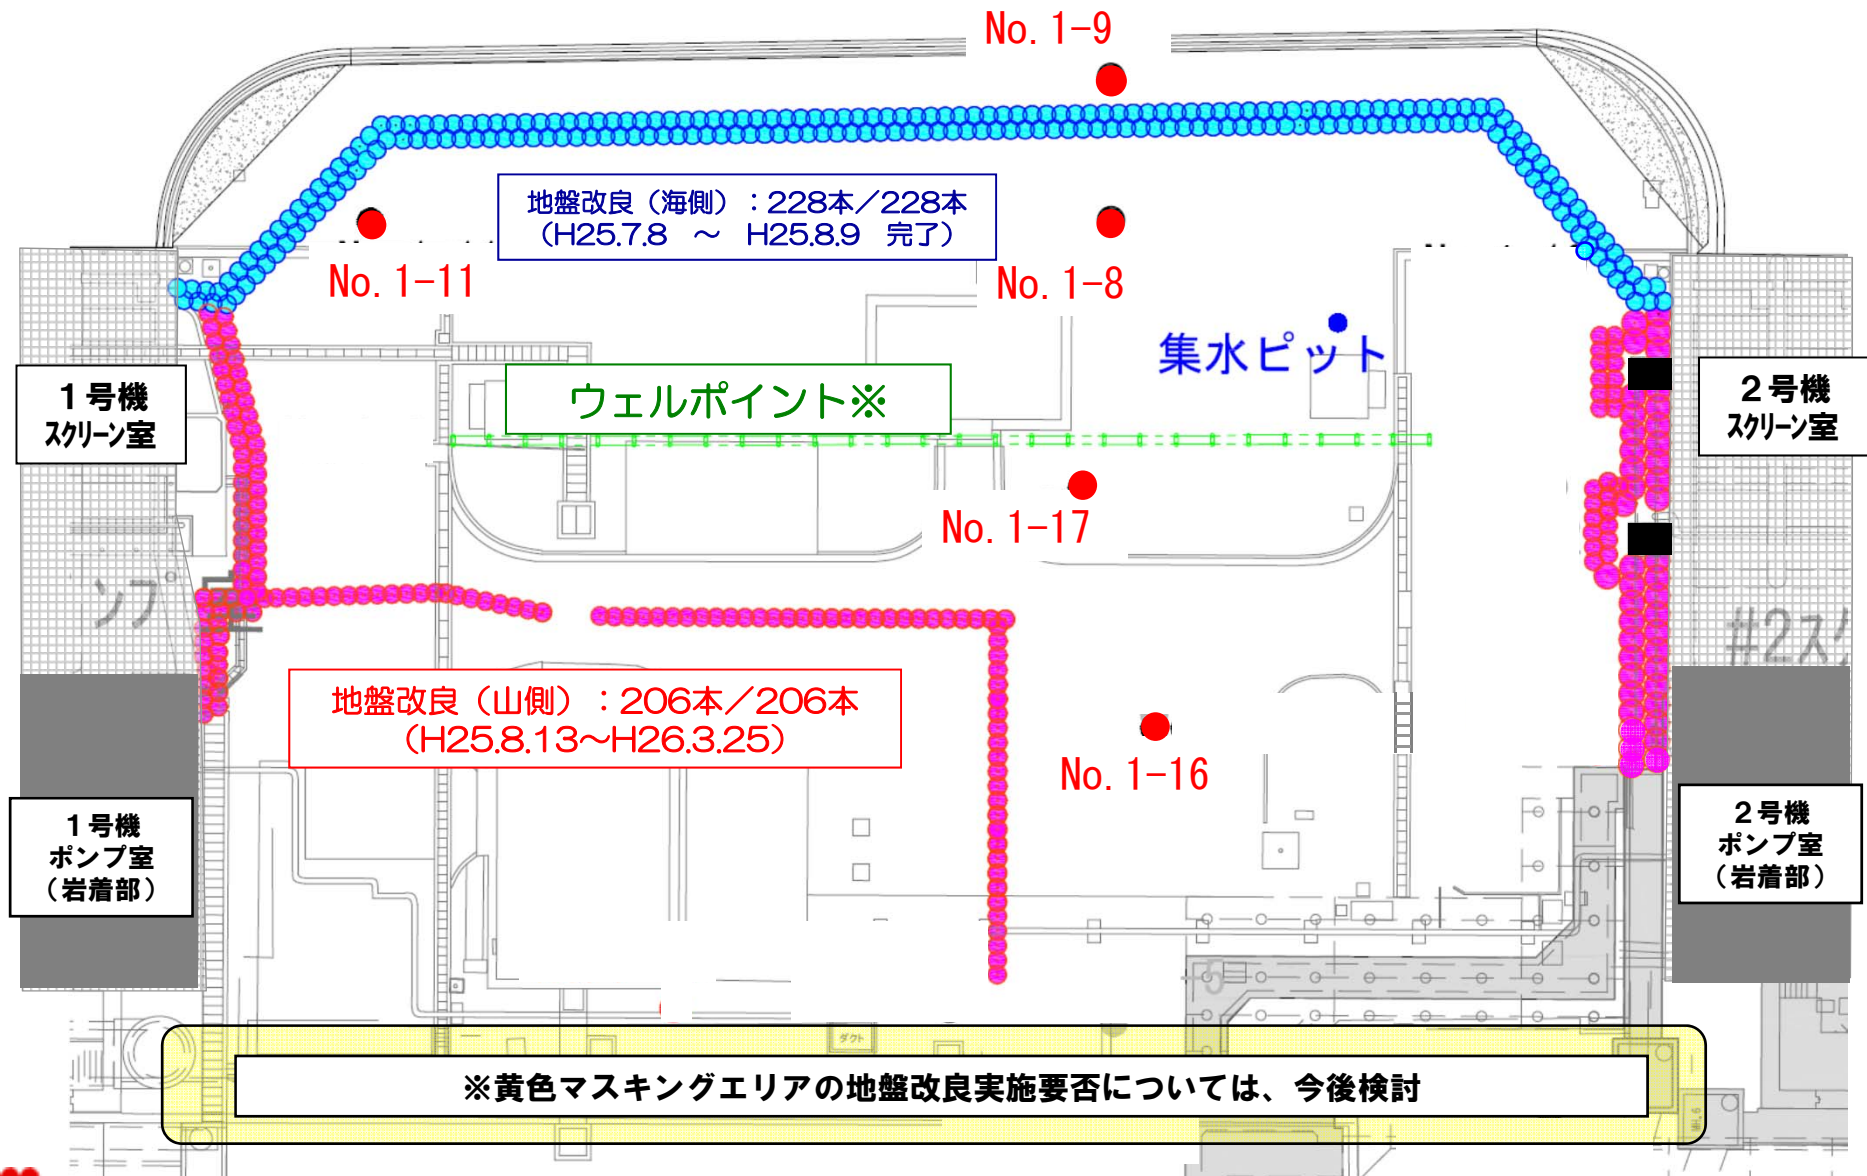 No. 1-9
地盤改良（海側）：228本／228本
（H25.7.8　～　H25.8.9　完了）
No. 1-11
No. 1-8
集水ピット
1号機
スクリーン室
ウェルポイント※
2号機
スクリーン室
No. 1-17
ンプ
#2ス
地盤改良（山側）：206本／206本
（H25.8.13～H26.3.25）
No. 1-16
1号機
ポンプ室
（岩着部）
2号機
ポンプ室
（岩着部）
ダクト
※黄色マスキングエリアの地盤改良実施要否については、今後検討